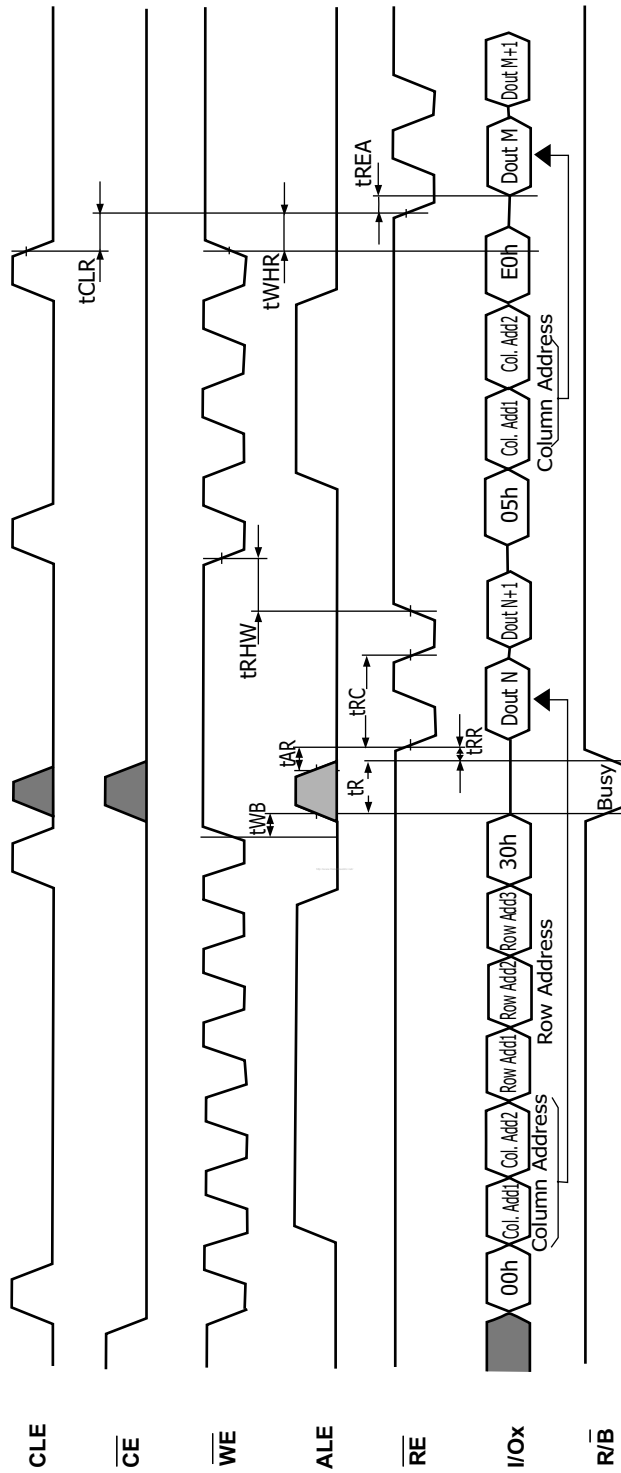 CLE
CE
WE
ALE
RE
I/Ox
R/B
tCLR
tWHR
tREA
tRHW
tWB
tAR
tR
tRC
tRR
00h
Col. Add1
Col. Add2
Row Add1
Row Add2
Row Add3
30h
Dout N
Dout N+1
05h
Col. Add1
Col. Add2
E0h
Dout M
Dout M+1
Column Address
Row Address
Column Address
Busy